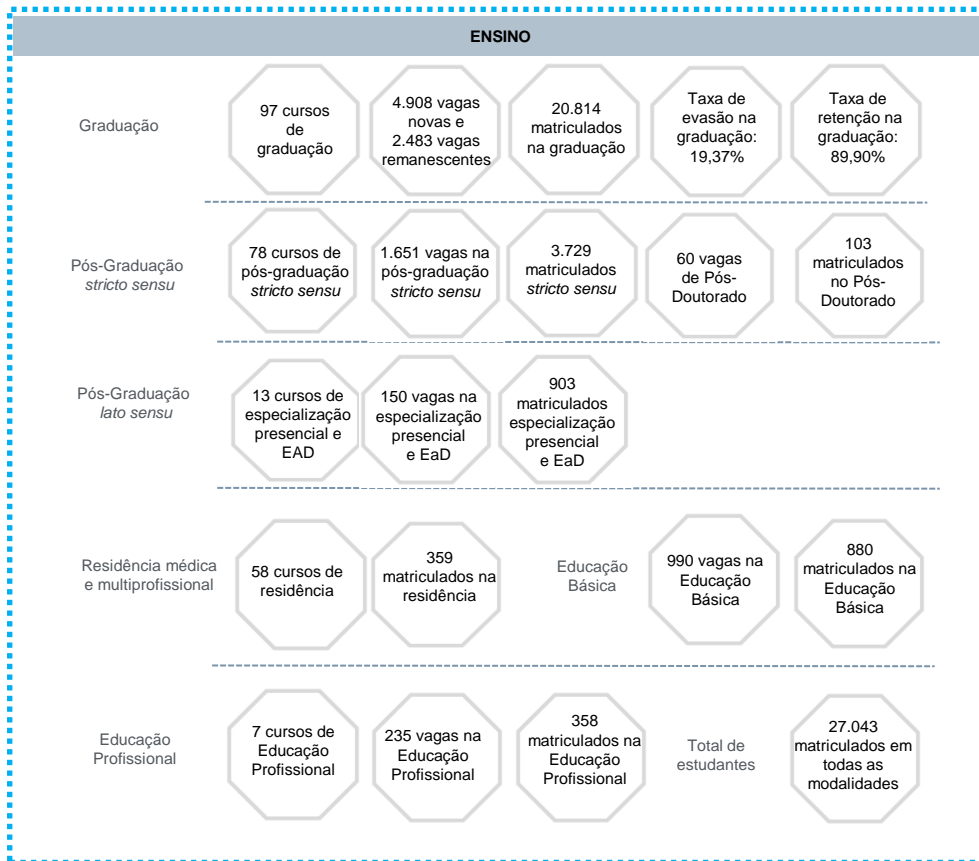 ENSINO
Graduação
97 cursos
de
graduação
4.908 vagas
novas e
2.483 vagas
remanescentes
20.814
matriculados
na graduação
Taxa de
evasão na
graduação:
19,37%
Taxa de
retenção na
graduação:
89,90%
Pós-Graduação
stricto sensu
78 cursos de
pós-graduação
stricto sensu
1.651 vagas na
pós-graduação
stricto sensu
3.729
matriculados
stricto sensu
60 vagas
de Pós-
Doutorado
103
matriculados
no Pós-
Doutorado
Pós-Graduação
lato sensu
13 cursos de
especialização
presencial e
EAD
150 vagas na
especialização
presencial
e EaD
903
matriculados
especialização
presencial
e EaD
Residência médica
e multiprofissional
58 cursos de
residência
359
matriculados na
residência
Educação
Básica
990 vagas na
Educação
Básica
880
matriculados na
Educação
Básica
Educação
Profissional
7 cursos de
Educação
Profissional
235 vagas na
Educação
Profissional
358
matriculados na
Educação
Profissional
Total de
estudantes
27.043
matriculados em
todas as
modalidades